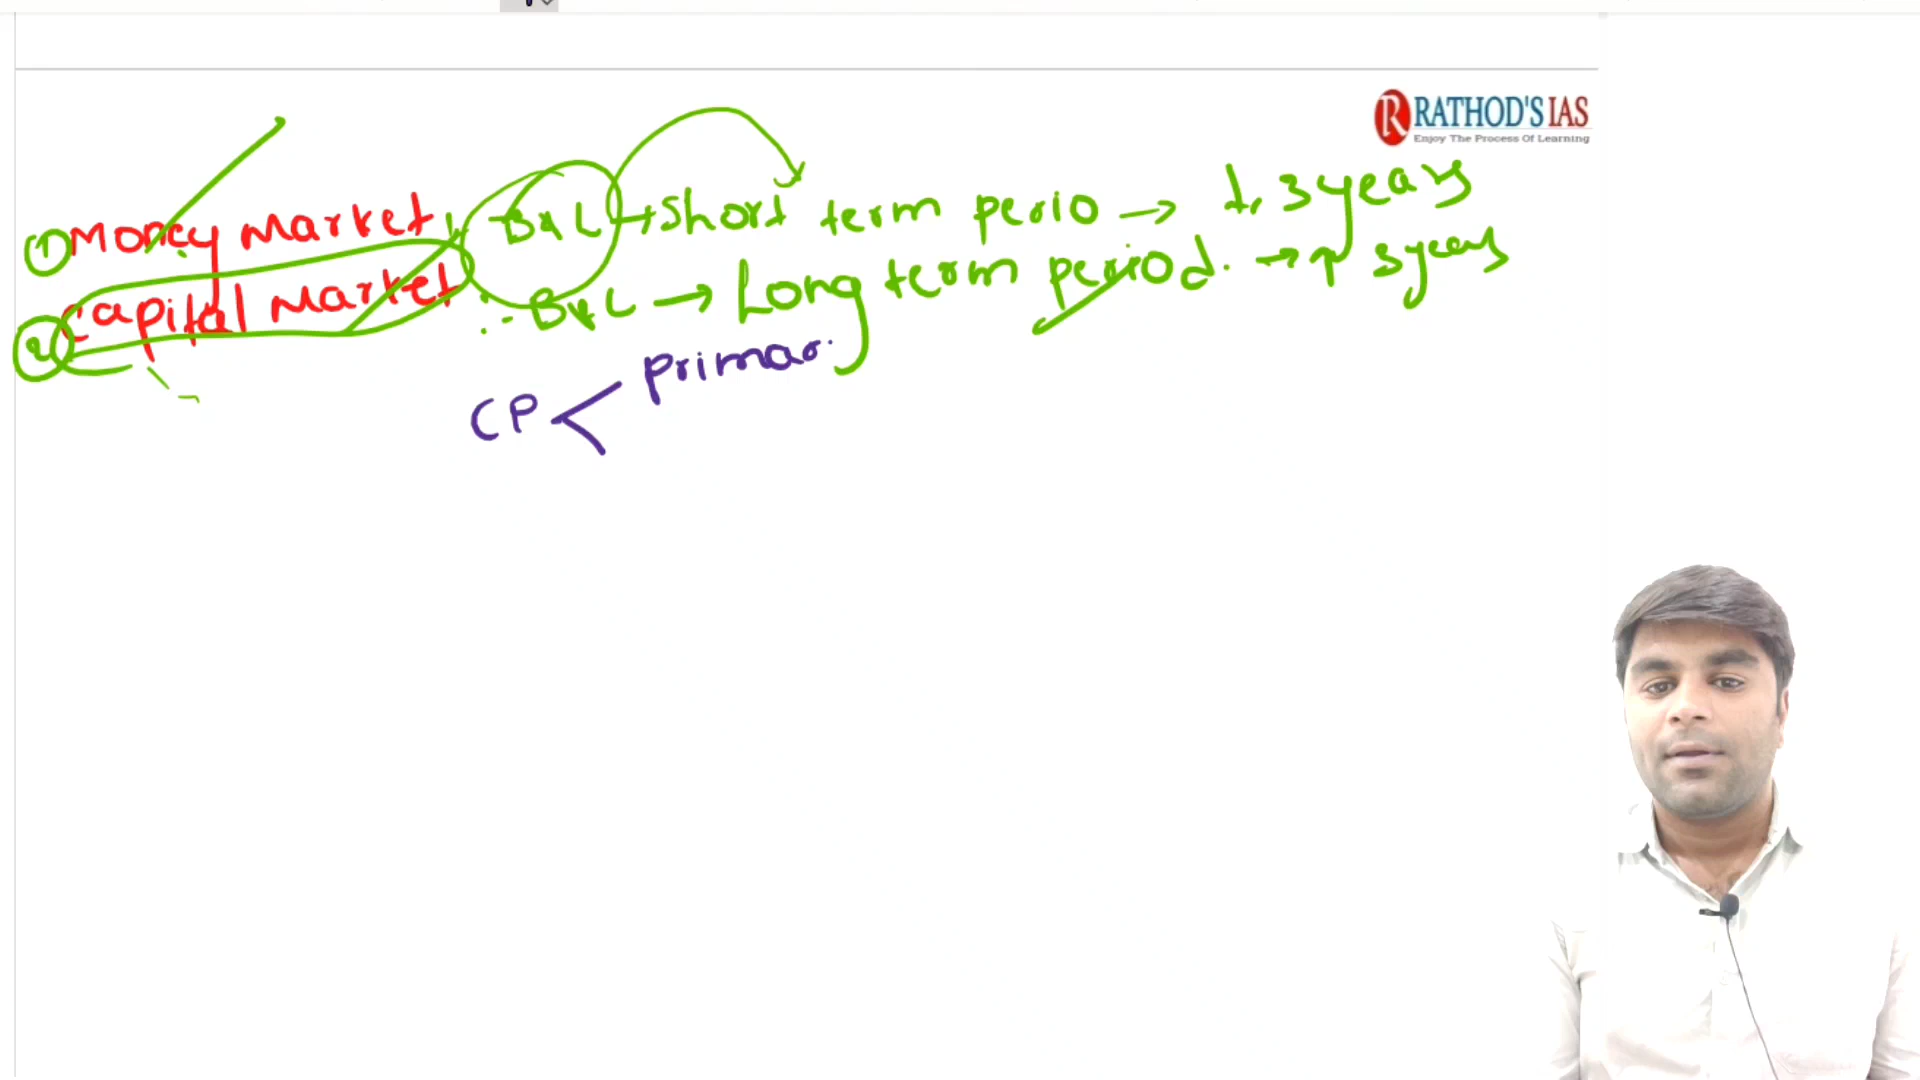 RATHOD'S IAS
Enjoy The Process Of Learning
① Money Market :- B&L → Short term perio → ↓ 3 years
② Capital Market :- B&L → Long term period. → ↑ 3 years
CP < primar